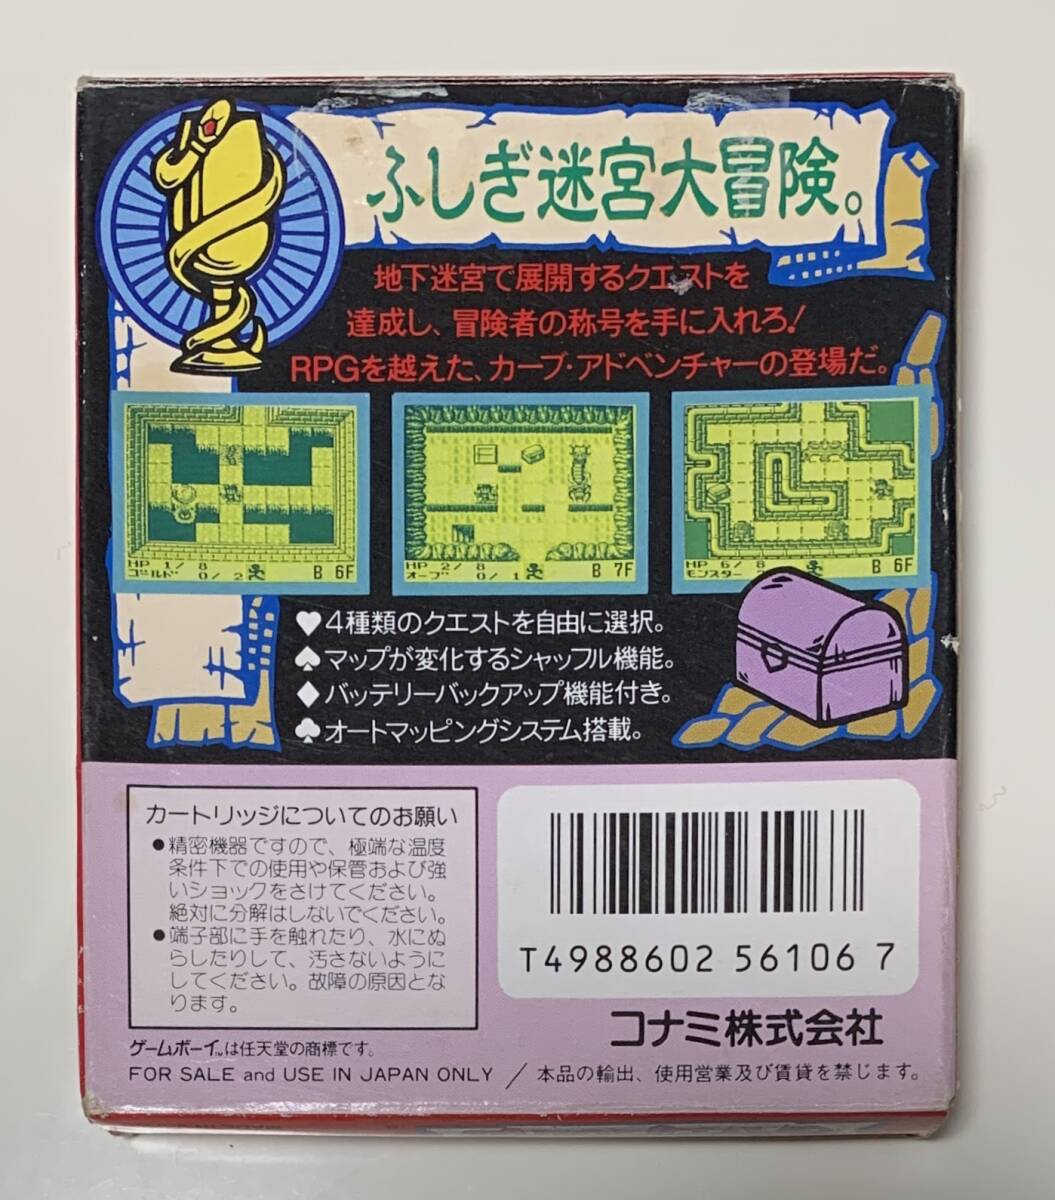 ふしぎ迷宮大冒険。
地下迷宮で展開するクエストを
達成し、冒険者の称号を手に入れろ!
RPGを越えた、カーブ・アドベンチャーの登場だ。
HP 1/ 8
ゴールド 0/ 2 B 6F
HP 2/ 8
オーブ 0/ 1 B 7F
HP 6/ 8
モンスター B 6F
♥4種類のクエストを自由に選択。
♠マップが変化するシャッフル機能。
♦バッテリーバックアップ機能付き。
♣オートマッピングシステム搭載。
カートリッジについてのお願い
●精密機器ですので、極端な温度
条件下での使用や保管および強
いショックをさけてください。
絶対に分解はしないでください。
●端子部に手を触れたり、水にぬ
らしたりして、汚さないように
してください。故障の原因とな
ります。
T4988602 56106 7
コナミ株式会社
ゲームボーイ™は任天堂の商標です。
FOR SALE and USE IN JAPAN ONLY / 本品の輸出、使用営業及び賃貸を禁じます。